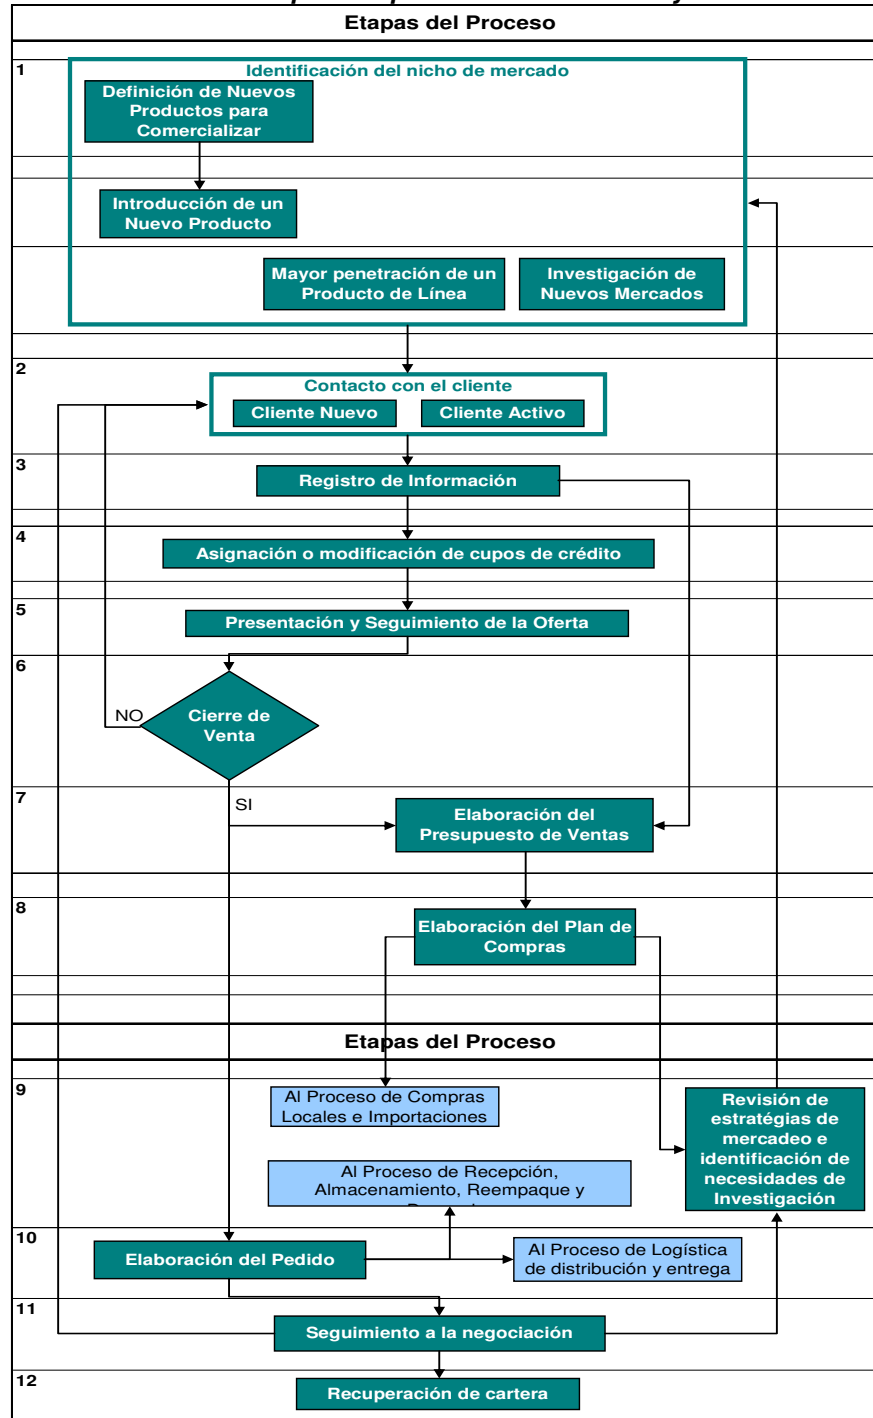 Etapas del Proceso
1
Identificación del nicho de mercado
Definición de Nuevos
Productos para
Comercializar
Introducción de un
Nuevo Producto
Mayor penetración de un
Producto de Línea
Investigación de
Nuevos Mercados
2
Contacto con el cliente
Cliente Nuevo
Cliente Activo
3
Registro de Información
4
Asignación o modificación de cupos de crédito
5
Presentación y Seguimiento de la Oferta
6
Cierre de
Venta
NO
SI
7
Elaboración del
Presupuesto de Ventas
8
Elaboración del Plan de
Compras
Etapas del Proceso
9
Al Proceso de Compras
Locales e Importaciones
Revisión de
estratégias de
mercadeo e
identificación de
necesidades de
Investigación
Al Proceso de Recepción,
Almacenamiento, Reempaque y
10
Elaboración del Pedido
Al Proceso de Logística
de distribución y entrega
11
Seguimiento a la negociación
12
Recuperación de cartera